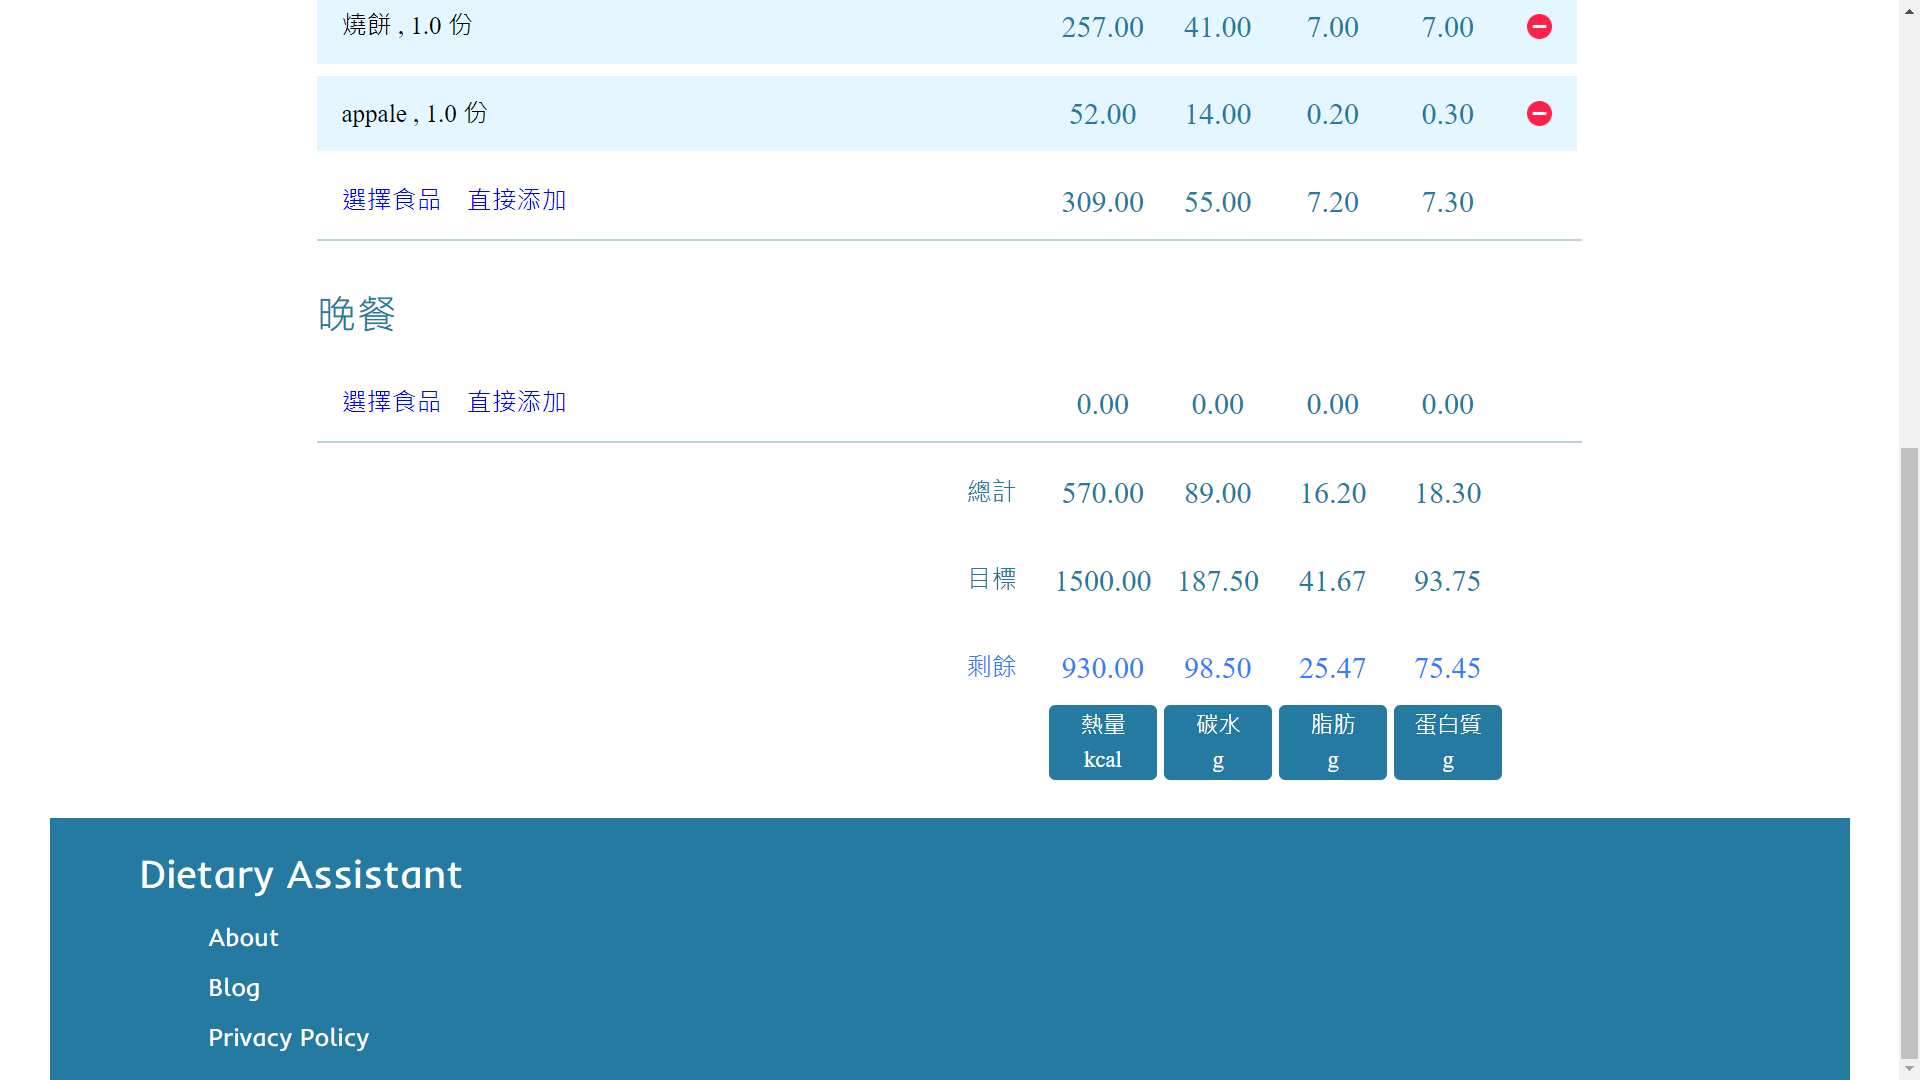 燒餅 , 1.0 份 257.00 41.00 7.00 7.00
appale , 1.0 份 52.00 14.00 0.20 0.30
選擇食品 直接添加 309.00 55.00 7.20 7.30
晚餐
選擇食品 直接添加 0.00 0.00 0.00 0.00
總計 570.00 89.00 16.20 18.30
目標 1500.00 187.50 41.67 93.75
剩餘 930.00 98.50 25.47 75.45
熱量 碳水 脂肪 蛋白質
kcal g g g
Dietary Assistant
About
Blog
Privacy Policy